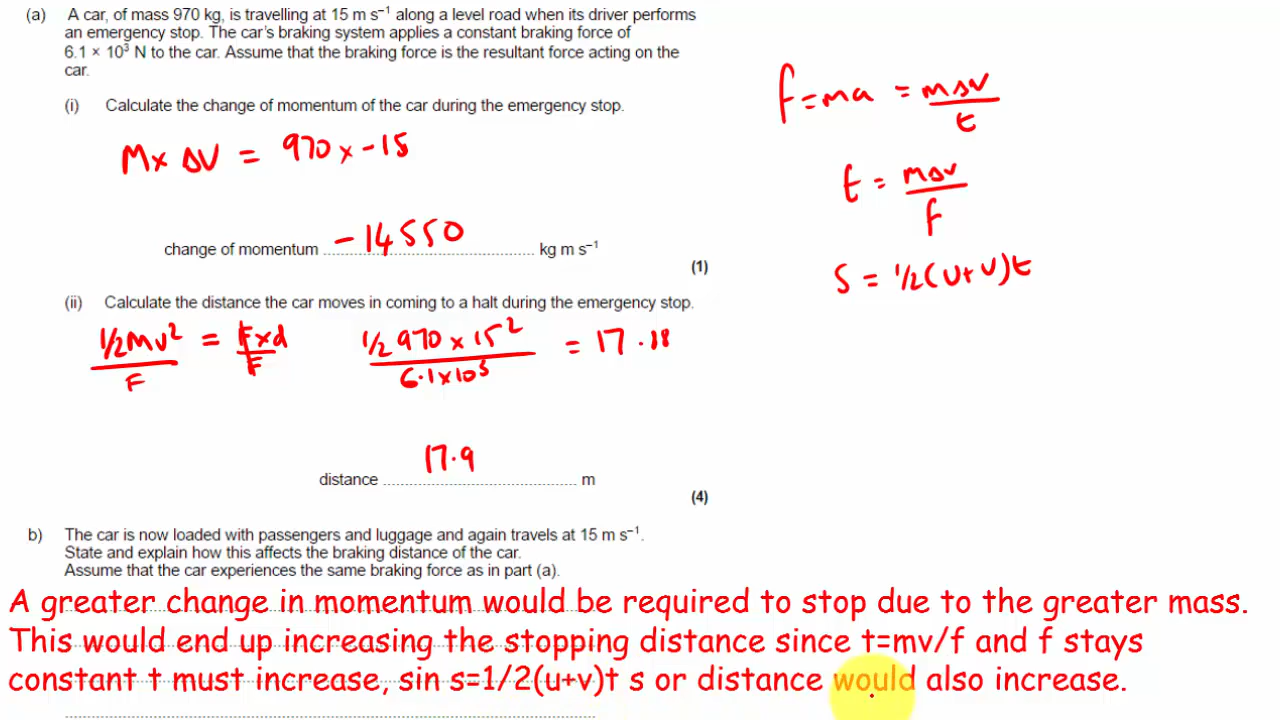 (a) A car, of mass 970 kg, is travelling at 15 m s⁻¹ along a level road when its driver performs
an emergency stop. The car's braking system applies a constant braking force of
6.1 × 10³ N to the car. Assume that the braking force is the resultant force acting on the
car.
(i) Calculate the change of momentum of the car during the emergency stop.
M x ΔV = 970 x -15
change of momentum -14550 kg m s⁻¹
(1)
(ii) Calculate the distance the car moves in coming to a halt during the emergency stop.
1/2MV²/F = Fxd/F 1/2 970 x 15²/6.1x10³ = 17.18
distance 17.9 m
(4)
f=ma = mΔv/t
t = mΔv/f
S = 1/2(u+v)t
b) The car is now loaded with passengers and luggage and again travels at 15 m s⁻¹.
State and explain how this affects the braking distance of the car.
Assume that the car experiences the same braking force as in part (a).
A greater change in momentum would be required to stop due to the greater mass.
This would end up increasing the stopping distance since t=mv/f and f stays
constant t must increase, sin s=1/2(u+v)t s or distance would also increase.